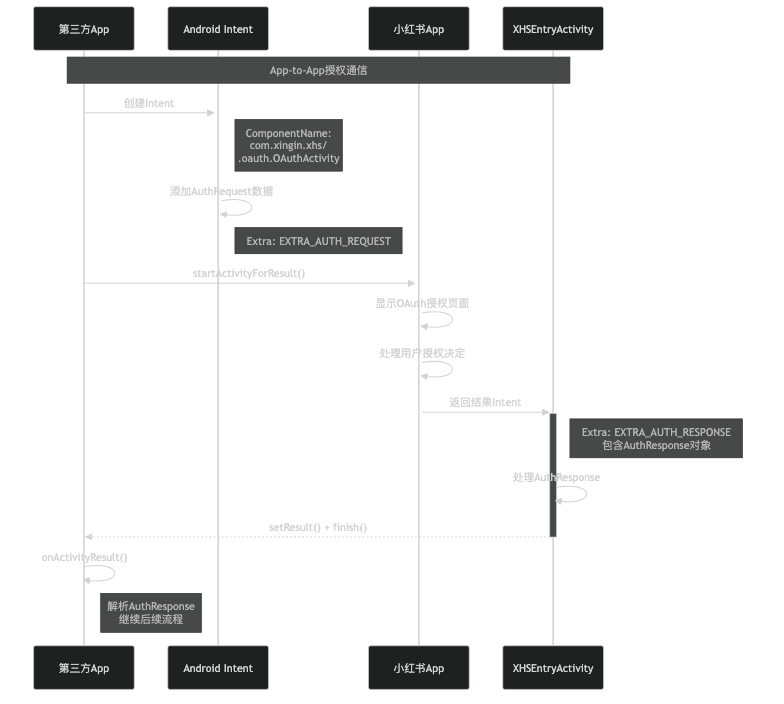 第三方App
Android Intent
小红书App
XHSEntryActivity
App-to-App授权通信
创建Intent
ComponentName:
com.xingin.xhs/
.oauth.OAuthActivity
添加AuthRequest数据
Extra: EXTRA_AUTH_REQUEST
startActivityForResult()
显示OAuth授权页面
处理用户授权决定
返回结果Intent
Extra: EXTRA_AUTH_RESPONSE
包含AuthResponse对象
处理AuthResponse
setResult() + finish()
onActivityResult()
解析AuthResponse
继续后续流程
第三方App
Android Intent
小红书App
XHSEntryActivity